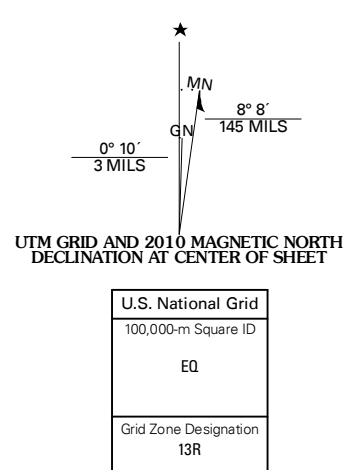 ★
MN
GN
8° 8´
145 MILS
0° 10´
3 MILS
UTM GRID AND 2010 MAGNETIC NORTH
DECLINATION AT CENTER OF SHEET
U.S. National Grid
100,000-m Square ID
EQ
Grid Zone Designation
13R